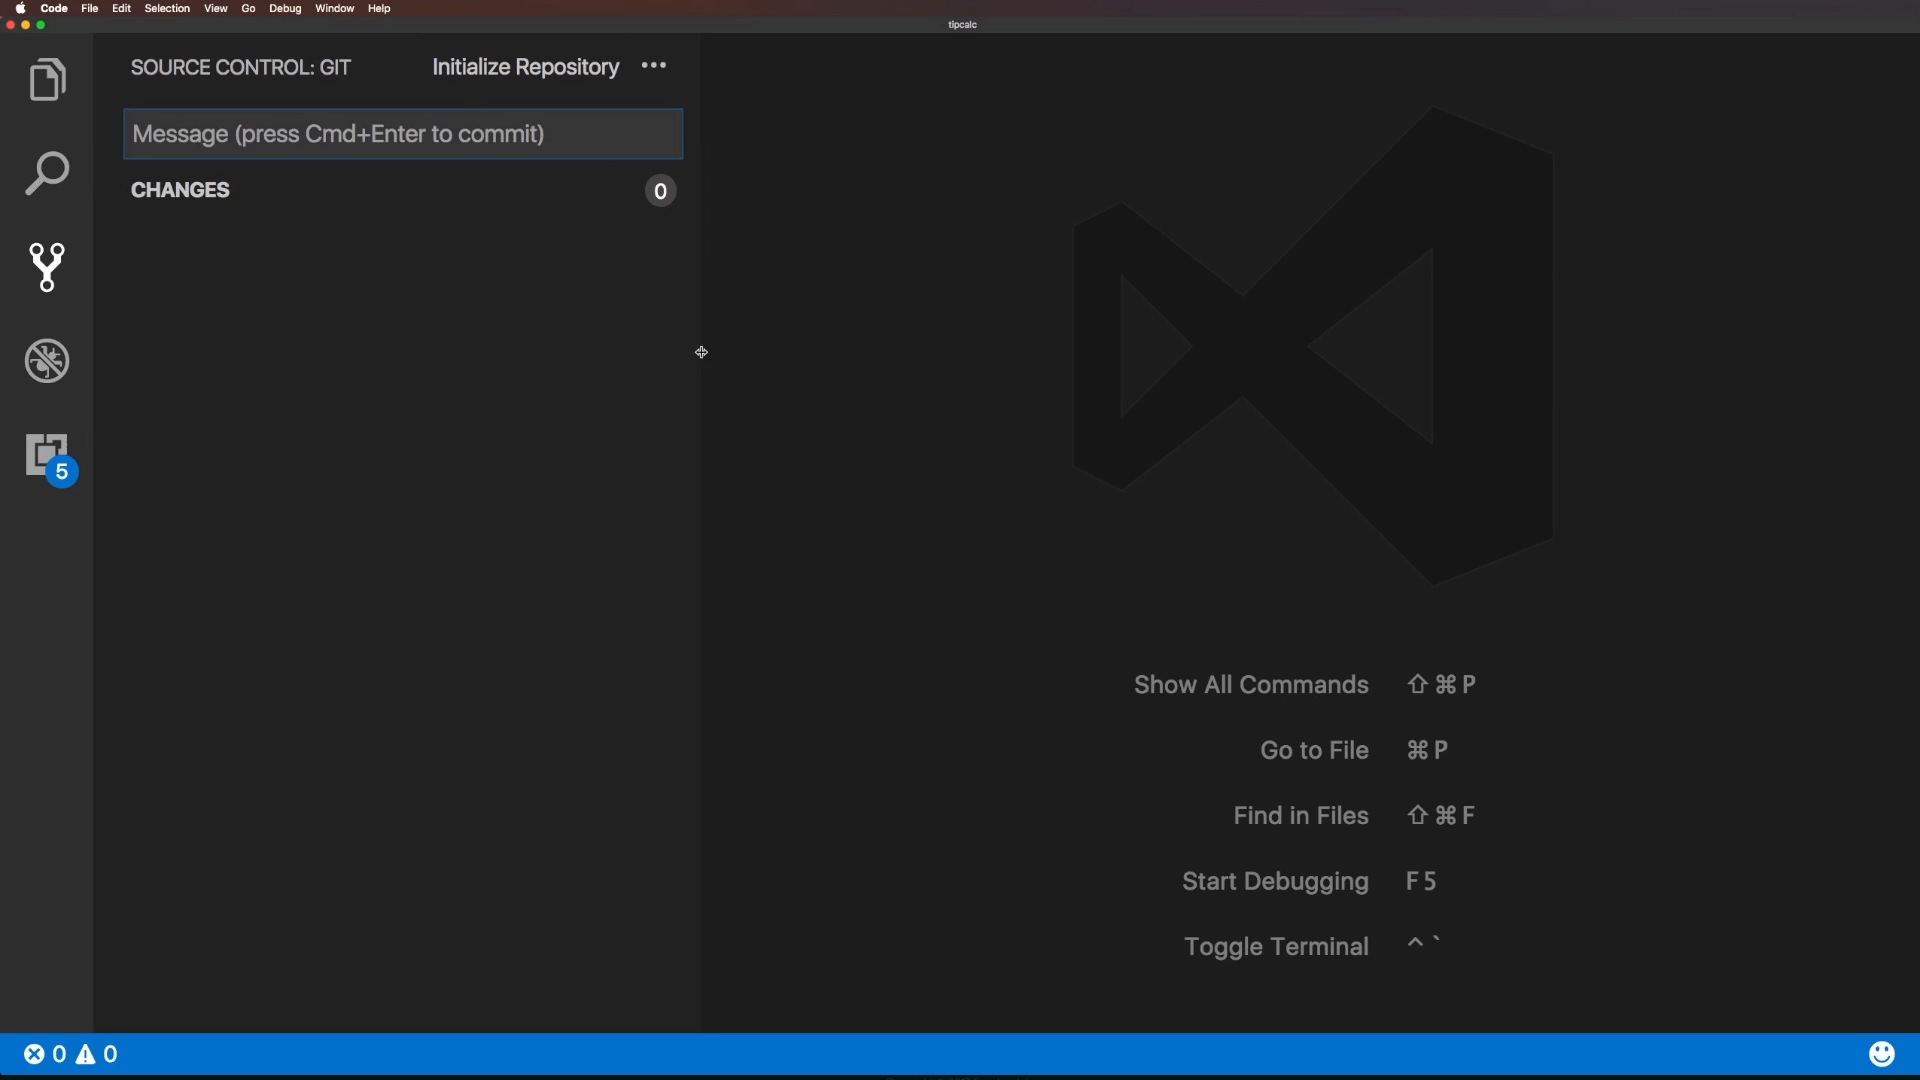 Code File Edit Selection View Go Debug Window Help
tipcalc
SOURCE CONTROL: GIT Initialize Repository •••
Message (press Cmd+Enter to commit)
CHANGES 0
5
Show All Commands ⇧⌘P
Go to File ⌘P
Find in Files ⇧⌘F
Start Debugging F5
Toggle Terminal ^`
0 0